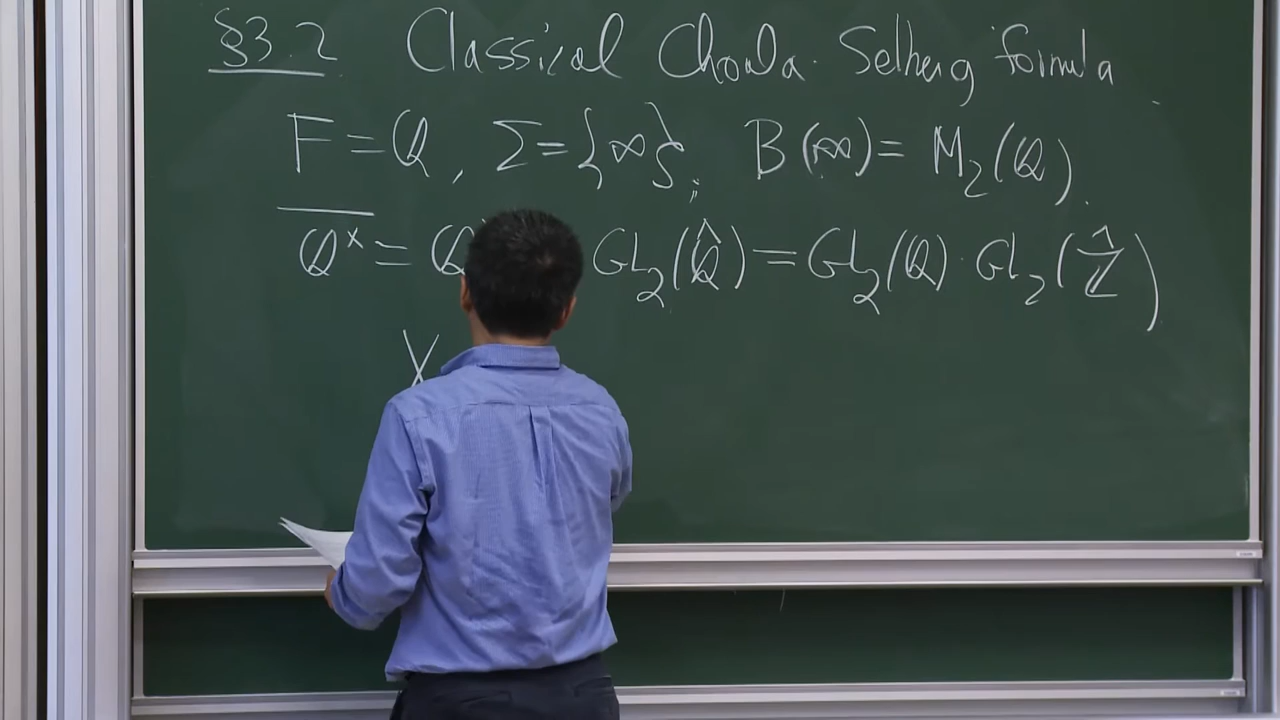 §3.2 Classical Chowla-Selberg formula
F = Q, Σ = {∞}; B(∞) = M₂(Q).
Q^× = Q GL₂(Q̂) = GL₂(Q) · GL₂(Ẑ)
X